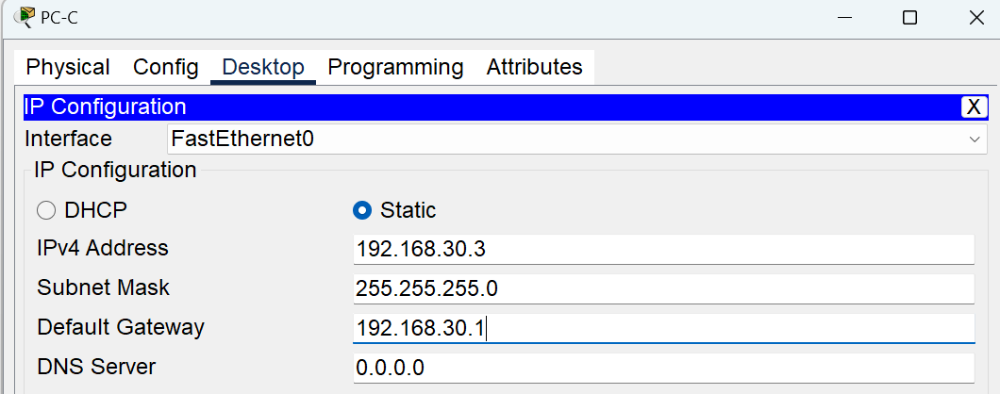 PC-C
Physical Config Desktop Programming Attributes
IP Configuration X
Interface FastEthernet0
IP Configuration
DHCP Static
IPv4 Address 192.168.30.3
Subnet Mask 255.255.255.0
Default Gateway 192.168.30.1
DNS Server 0.0.0.0